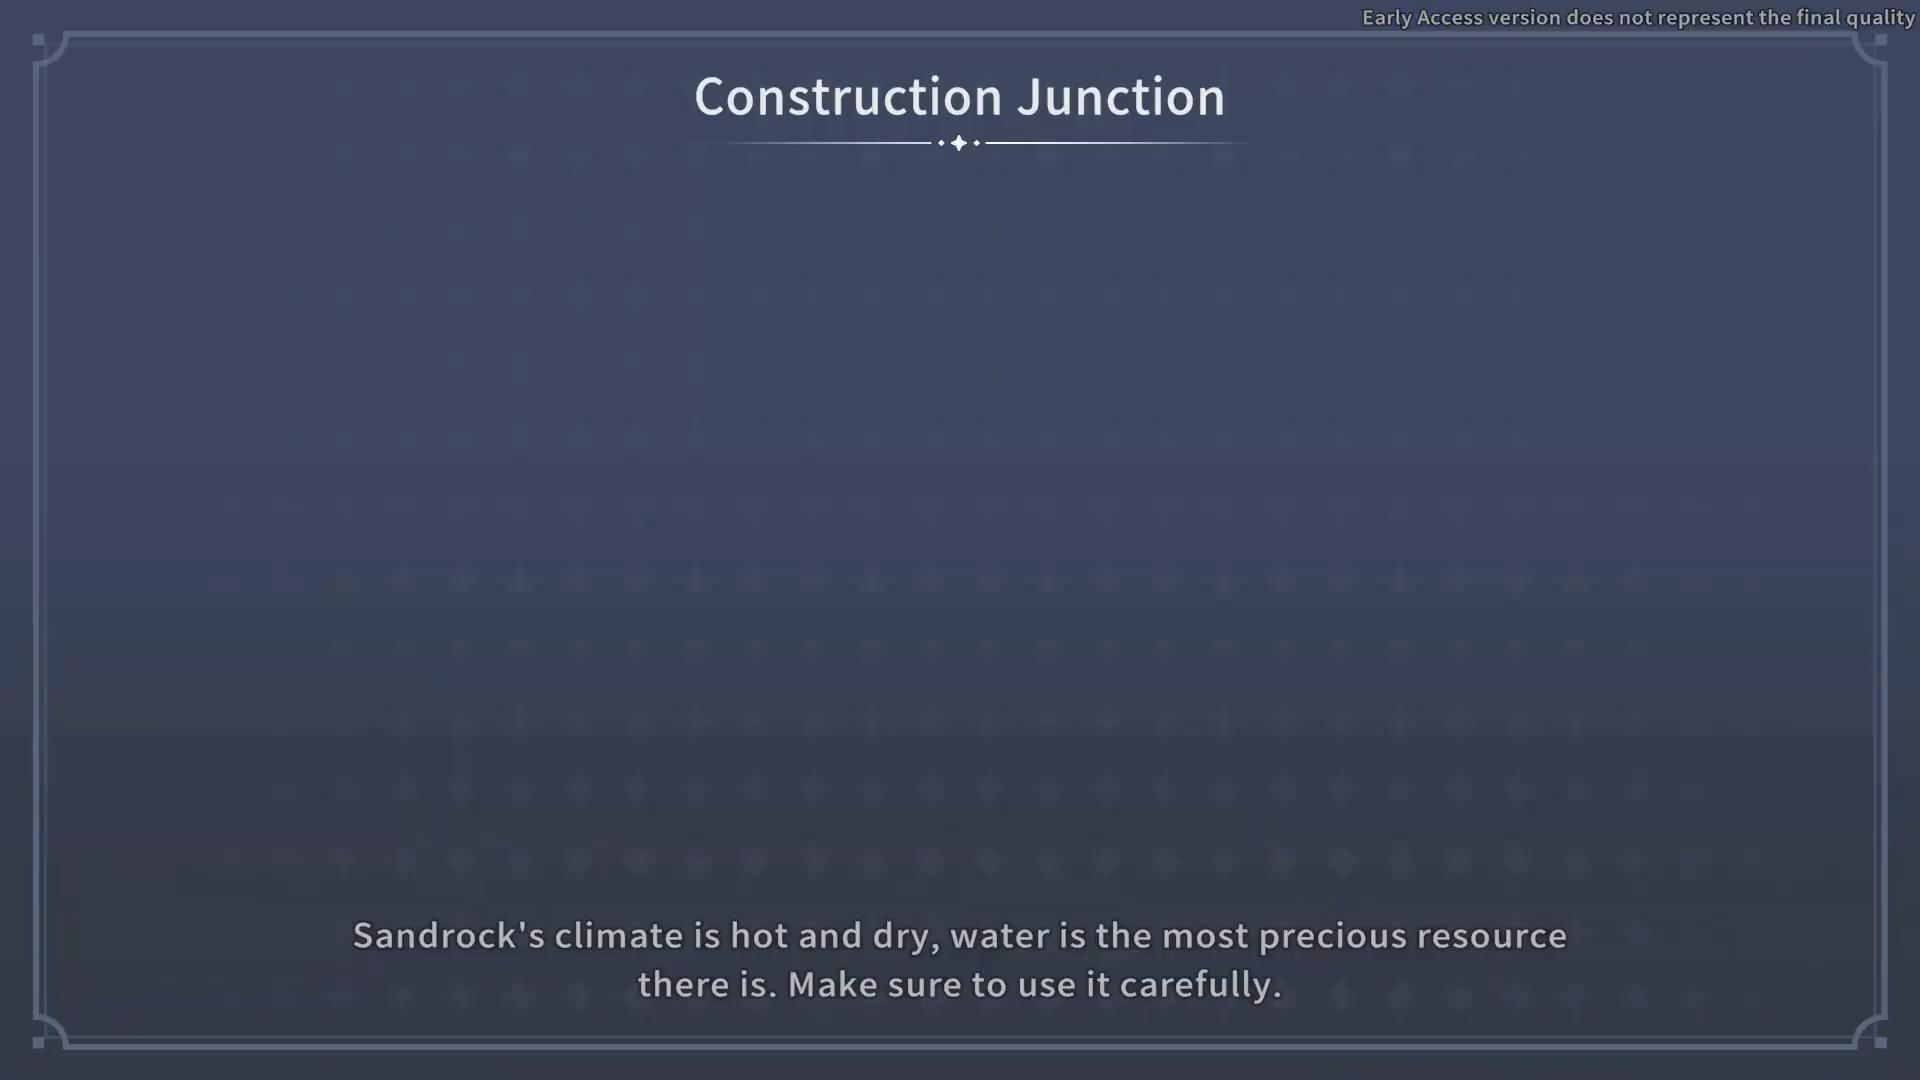 Early Access version does not represent the final quality
Construction Junction
Sandrock's climate is hot and dry, water is the most precious resource
there is. Make sure to use it carefully.